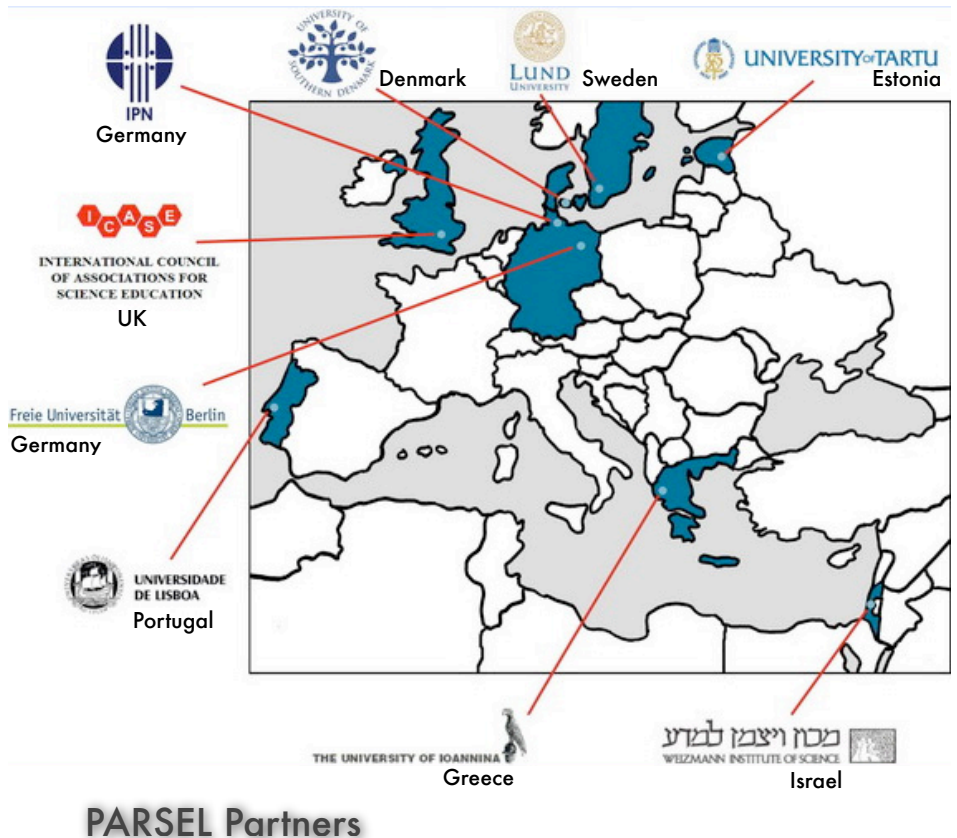 UNIVERSITY OF
SOUTHERN DENMARK
Denmark
LUND
UNIVERSITY
Sweden
UNIVERSITY OF TARTU
Estonia
IPN
Germany
ICASE
INTERNATIONAL COUNCIL
OF ASSOCIATIONS FOR
SCIENCE EDUCATION
UK
Freie Universität Berlin
Germany
UNIVERSIDADE
DE LISBOA
Portugal
THE UNIVERSITY OF IOANNINA
Greece
מכון ויצמן למדע
WEIZMANN INSTITUTE OF SCIENCE
Israel
PARSEL Partners